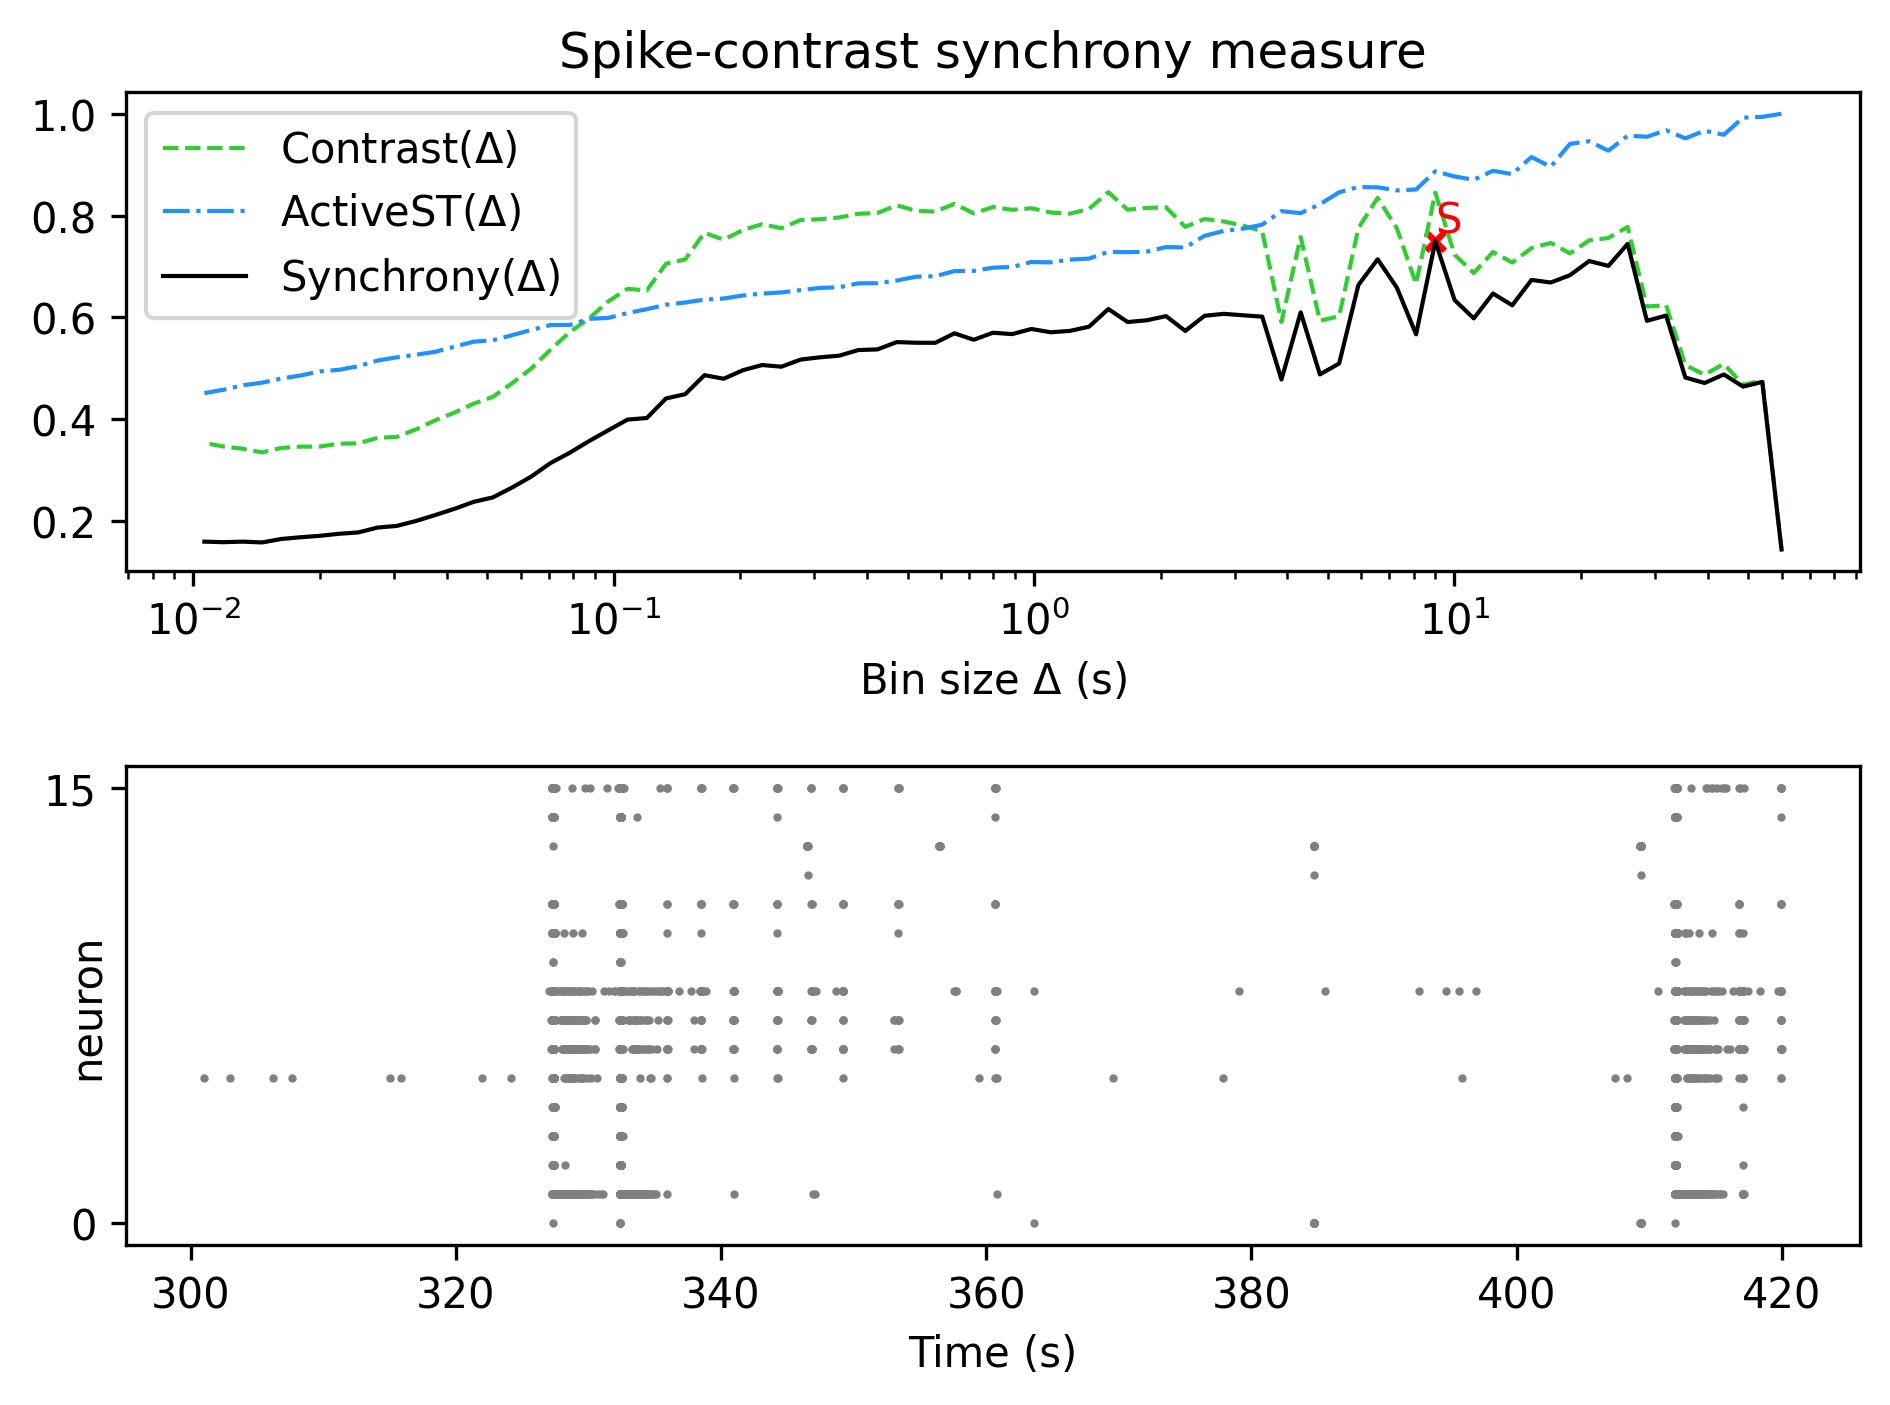 Spike-contrast synchrony measure
1.0
0.8
0.6
0.4
0.2
Contrast(Δ)
ActiveST(Δ)
Synchrony(Δ)
S
10⁻² 10⁻¹ 10⁰ 10¹
Bin size Δ (s)
15
0
neuron
300 320 340 360 380 400 420
Time (s)